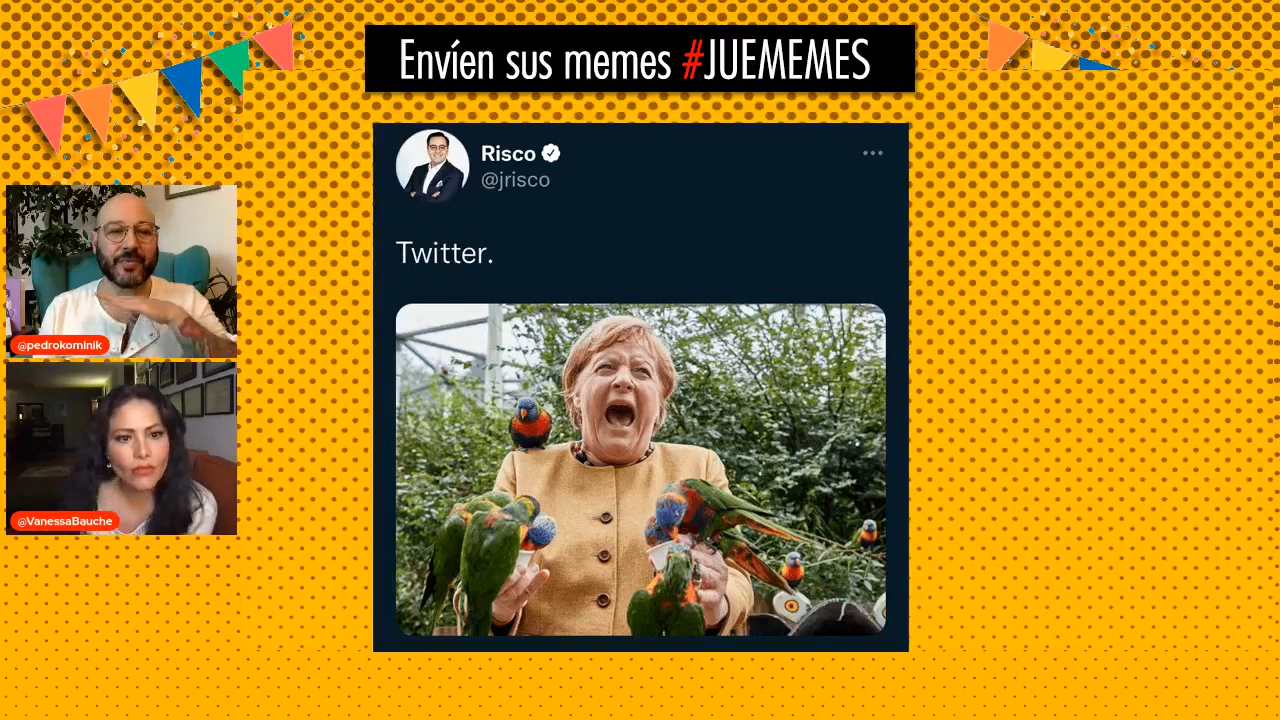 Envíen sus memes #JUEMEMES
Risco
@jrisco
Twitter.
@pedrokominik
@VanessaBauche